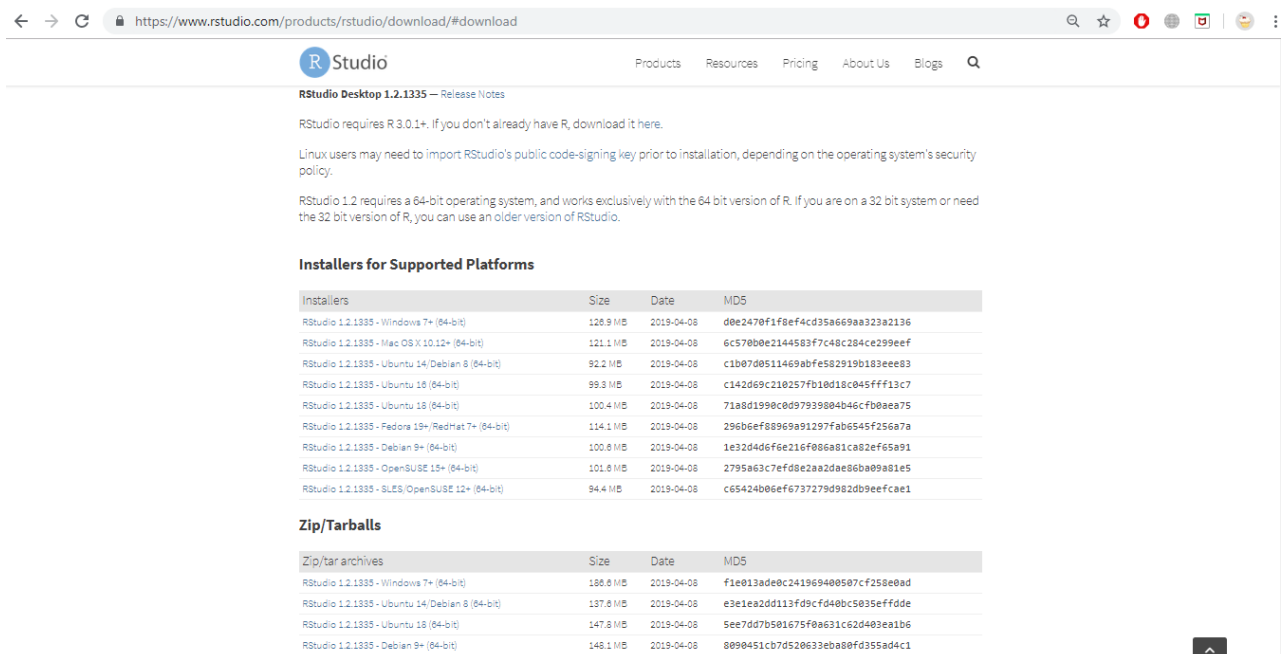 https://www.rstudio.com/products/rstudio/download/#download
R Studio
Products Resources Pricing About Us Blogs
RStudio Desktop 1.2.1335 — Release Notes
RStudio requires R 3.0.1+. If you don't already have R, download it here.
Linux users may need to import RStudio's public code-signing key prior to installation, depending on the operating system's security
policy.
RStudio 1.2 requires a 64-bit operating system, and works exclusively with the 64 bit version of R. If you are on a 32 bit system or need
the 32 bit version of R, you can use an older version of RStudio.
Installers for Supported Platforms
Installers Size Date MD5
RStudio 1.2.1335 - Windows 7+ (64-bit) 126.9 MB 2019-04-08 d0e2470f1f8ef4cd35a669aa323a2136
RStudio 1.2.1335 - Mac OS X 10.12+ (64-bit) 121.1 MB 2019-04-08 6c570b0e2144583f7c48c284ce299eef
RStudio 1.2.1335 - Ubuntu 14/Debian 8 (64-bit) 92.2 MB 2019-04-08 c1b07d0511469abfe582919b183eee83
RStudio 1.2.1335 - Ubuntu 16 (64-bit) 99.3 MB 2019-04-08 c142d69c210257fb10d18c045fff13c7
RStudio 1.2.1335 - Ubuntu 18 (64-bit) 100.4 MB 2019-04-08 71a8d1990c0d97939804b46cfb0aea75
RStudio 1.2.1335 - Fedora 19+/RedHat 7+ (64-bit) 114.1 MB 2019-04-08 296b6ef88969a91297fab6545f256a7a
RStudio 1.2.1335 - Debian 9+ (64-bit) 100.6 MB 2019-04-08 1e32d4d6f6e216f086a81ca82ef65a91
RStudio 1.2.1335 - OpenSUSE 15+ (64-bit) 101.6 MB 2019-04-08 2795a63c7efd8e2aa2dae86ba09a81e5
RStudio 1.2.1335 - SLES/OpenSUSE 12+ (64-bit) 94.4 MB 2019-04-08 c65424b06ef6737279d982db9eefcae1
Zip/Tarballs
Zip/tar archives Size Date MD5
RStudio 1.2.1335 - Windows 7+ (64-bit) 186.6 MB 2019-04-08 f1e013ade0c241969400507cf258e0ad
RStudio 1.2.1335 - Ubuntu 14/Debian 8 (64-bit) 137.6 MB 2019-04-08 e3e1ea2dd113fd9cfd40bc5035effdde
RStudio 1.2.1335 - Ubuntu 18 (64-bit) 147.8 MB 2019-04-08 5ee7dd7b501675f0a631c62d403ea1b6
RStudio 1.2.1335 - Debian 9+ (64-bit) 148.1 MB 2019-04-08 8090451cb7d520633eba80fd355ad4c1